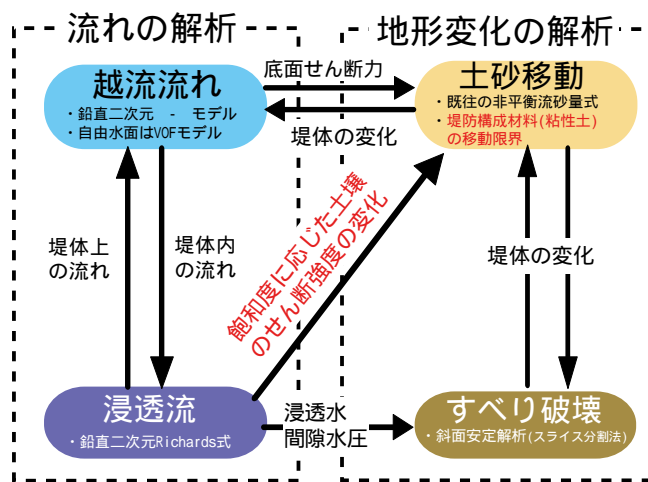 流れの解析
地形変化の解析
越流流れ
・鉛直二次元 - モデル
・自由水面はVOFモデル
底面せん断力
堤体の変化
土砂移動
・既往の非平衡流砂量式
・堤防構成材料(粘性土)
の移動限界
堤体上
の流れ
堤体内
の流れ
飽和度に応じた土壌
のせん断強度の変化
堤体の変化
浸透流
・鉛直二次元Richards式
浸透水
間隙水圧
すべり破壊
・斜面安定解析(スライス分割法)